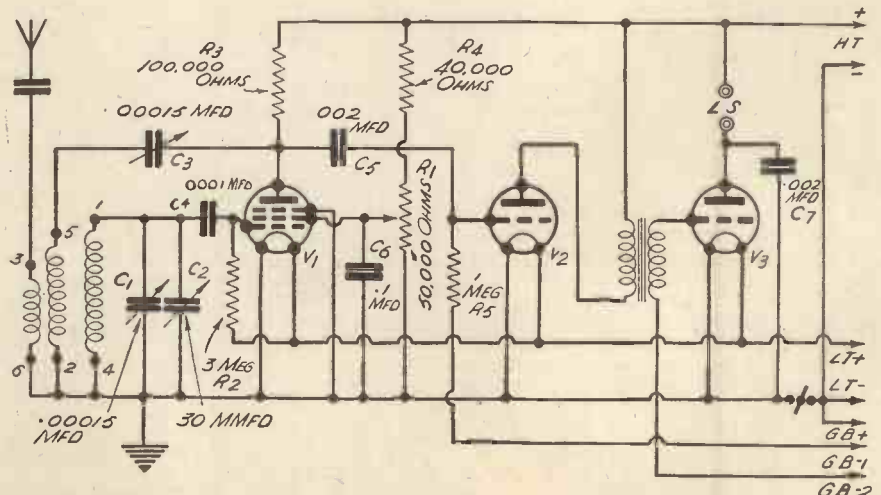 R3
100,000
OHMS
R4
40,000
OHMS
+
HT
-
LS
.00015 MFD
C3
.002
MFD
C5
.0001 MFD
C4
R1
50,000 OHMS
.002
MFD
C7
1
5
3
C1
C2
V1
C6
.1
MFD
V2
V3
1
MEG
R5
6
2
4
3 MEG
R2
.00015
MFD
30 MMFD
LT+
LT-
GB+
GB-1
GB-2